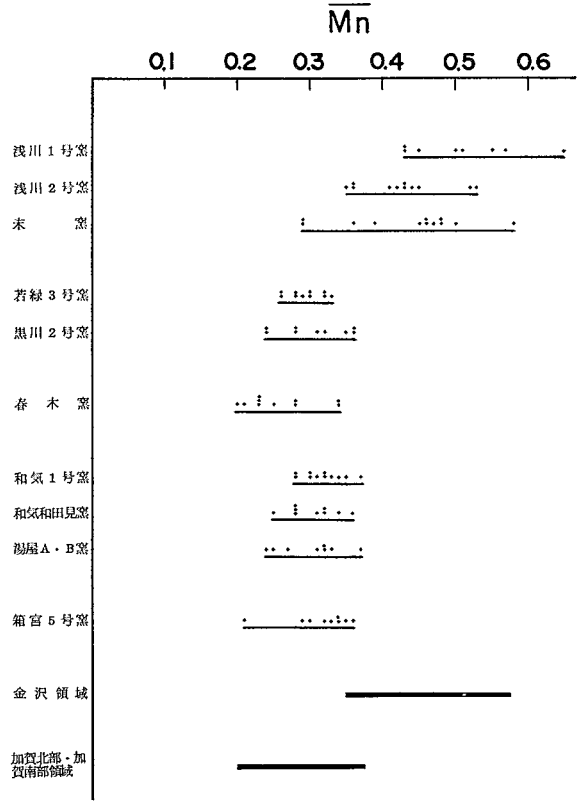 Mn
0.1 0.2 0.3 0.4 0.5 0.6
浅川1号窯
浅川2号窯
末窯
若緑3号窯
黒川2号窯
春木窯
和気1号窯
和気和田見窯
湯屋A・B窯
箱宮5号窯
金沢領域
加賀北部・加
賀南部領域